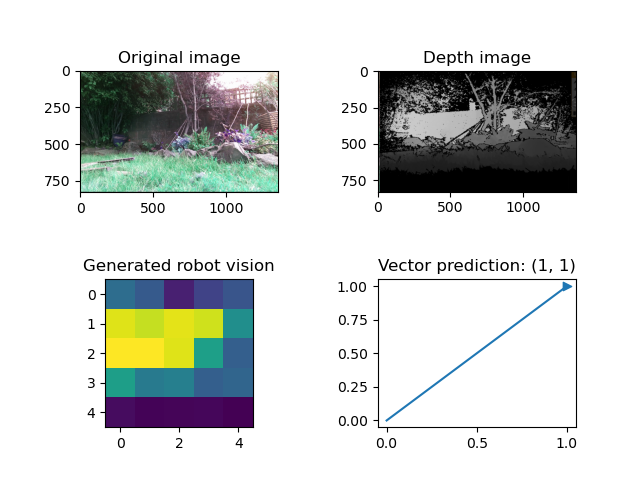 Original image
0
250
500
750
0 500 1000
Depth image
0
250
500
750
0 500 1000
Generated robot vision
0
1
2
3
4
0 2 4
Vector prediction: (1, 1)
1.00
0.75
0.50
0.25
0.00
0.0 0.5 1.0